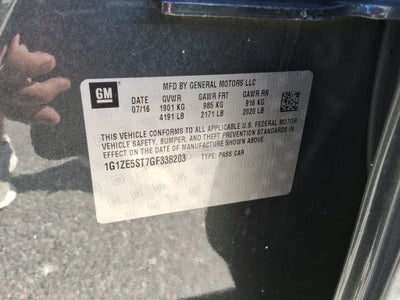 MFD BY GENERAL MOTORS LLC
GM
DATE GVWR GAWR FRT GAWR RR
07/16 1901 KG 985 KG 916 KG
4191 LB 2171 LB 2020 LB
THIS VEHICLE CONFORMS TO ALL APPLICABLE U.S. FEDERAL MOTOR
VEHICLE SAFETY, BUMPER, AND THEFT PREVENTION STANDARDS IN
EFFECT ON THE DATE OF MANUFACTURE SHOWN ABOVE.
1G1ZE5ST7GF338203 TYPE: PASS CAR